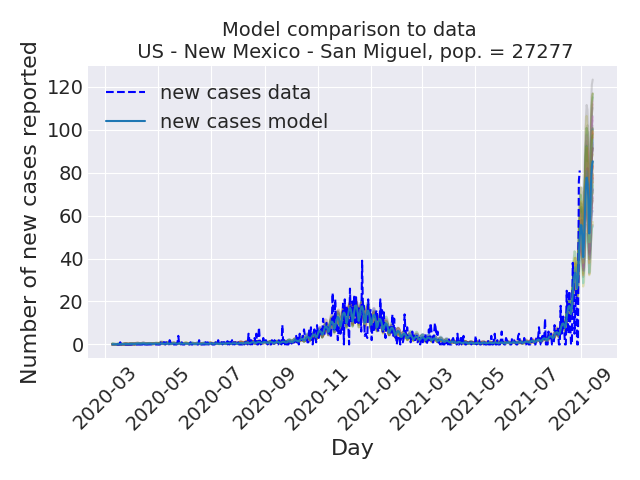 Model comparison to data
US - New Mexico - San Miguel, pop. = 27277
Number of new cases reported
120
100
80
60
40
20
0
new cases data
new cases model
2020-03
2020-05
2020-07
2020-09
2020-11
2021-01
2021-03
2021-05
2021-07
2021-09
Day